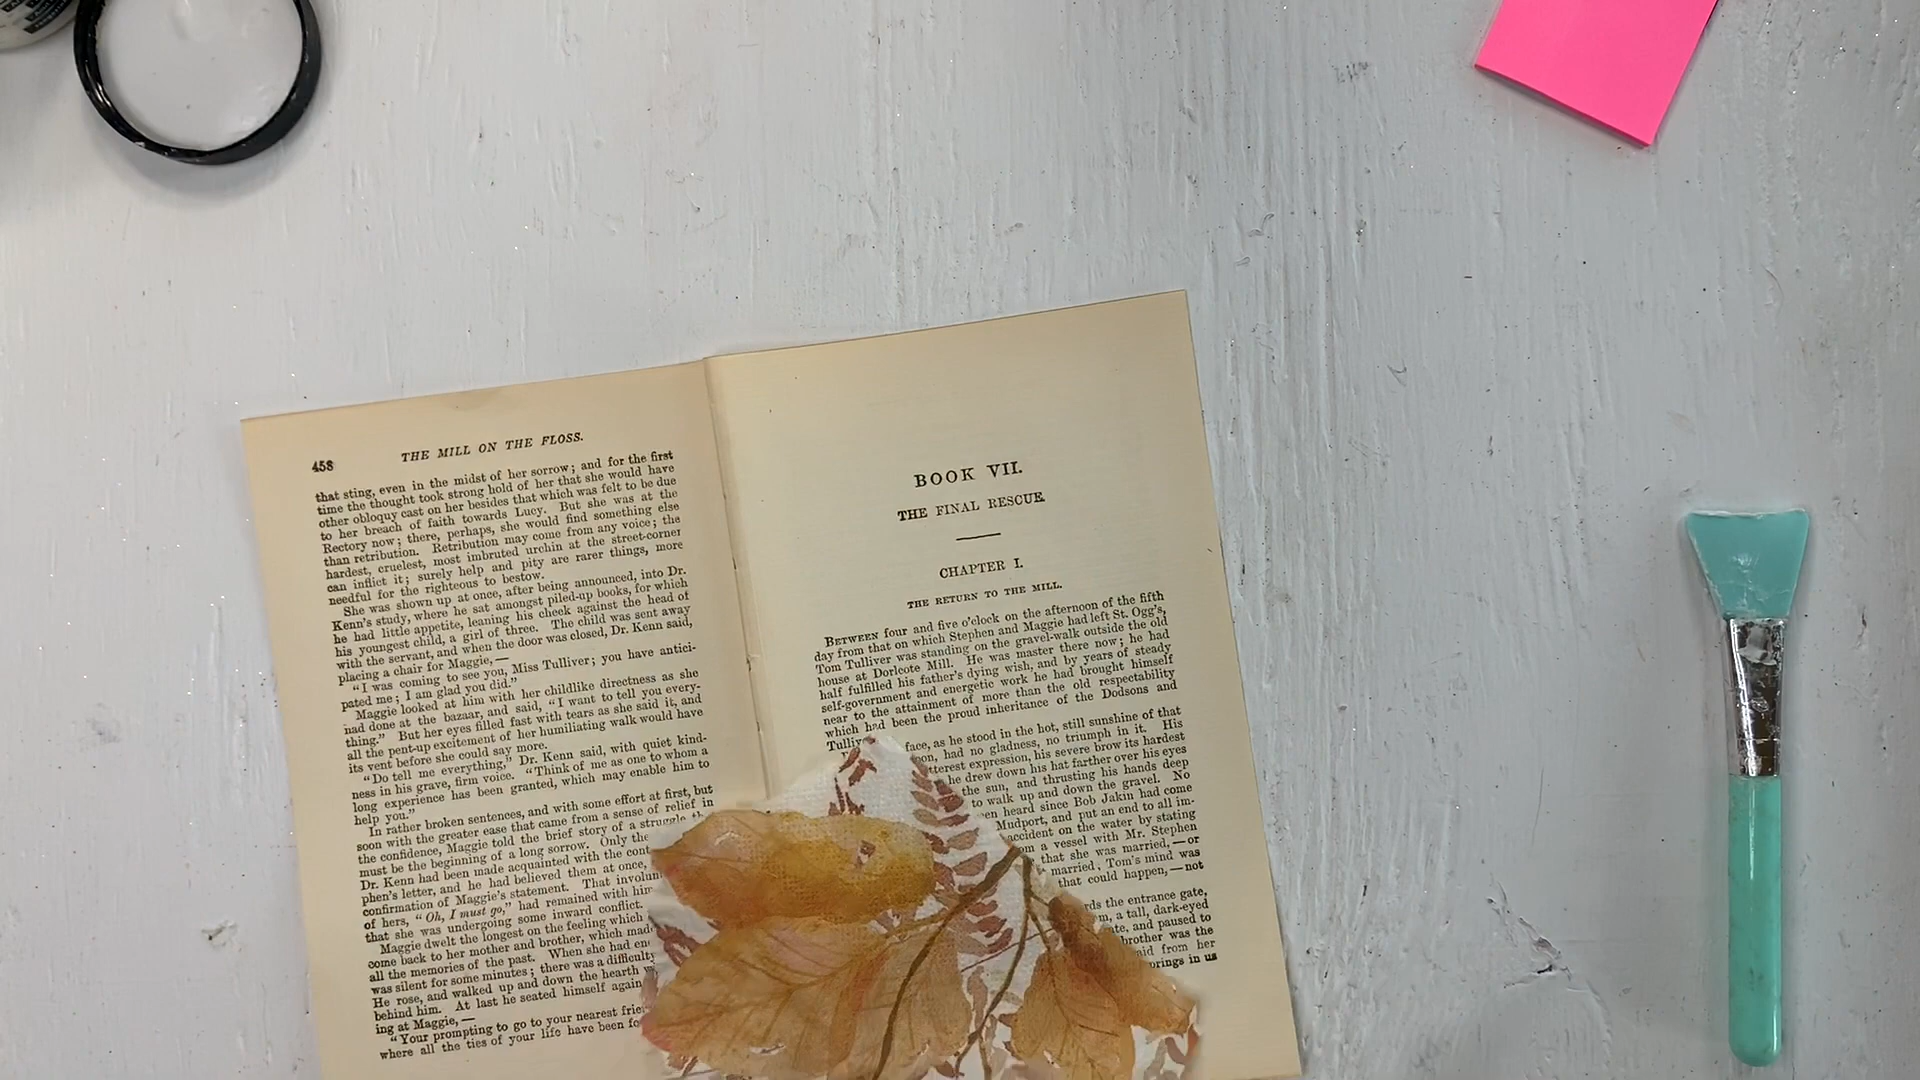 458
THE MILL ON THE FLOSS.
that sting, even in the midst of her sorrow; and for the first
time the thought took strong hold of her that she would have
other obloquy cast on her besides that which was felt to be due
to her breach of faith towards Lucy. But she was at the
Rectory now; there, perhaps, she would find something else
than retribution. Retribution may come from any voice; the
hardest, cruelest, most imbruted urchin at the street-corner
can inflict it; surely help and pity are rarer things, more
needful for the righteous to bestow.
She was shown up at once, after being announced, into Dr.
Kenn's study, where he sat amongst piled-up books, for which
he had little appetite, leaning his cheek against the head of
his youngest child, a girl of three. The child was sent away
with the servant, and when the door was closed, Dr. Kenn said,
placing a chair for Maggie,—
"I was coming to see you, Miss Tulliver; you have antici-
pated me; I am glad you did."
Maggie looked at him with her childlike directness as she
had done at the bazaar, and said, "I want to tell you every-
thing." But her eyes filled fast with tears as she said it, and
all the pent-up excitement of her humiliating walk would have
its vent before she could say more.
"Do tell me everything," Dr. Kenn said, with quiet kind-
ness in his grave, firm voice. "Think of me as one to whom a
long experience has been granted, which may enable him to
help you."
In rather broken sentences, and with some effort at first, but
soon with the greater ease that came from a sense of relief in
the confidence, Maggie told the brief story of a struggle
must be the beginning of a long sorrow. Only the
Dr. Kenn had been made acquainted with the
phen's letter, and he had believed them at once,
confirmation of Maggie's statement. That
of hers, "Oh, I must go," had remained with him
that she was undergoing some inward conflict.
Maggie dwelt the longest on the feeling which
come back to her mother and brother, which
all the memories of the past. When she had
was silent for some minutes; there was a difficulty
He rose, and walked up and down the hearth
behind him. At last he seated himself again
ing at Maggie,—
"Your prompting to go to your nearest
where all the ties of your life have been
BOOK VII.
THE FINAL RESCUE.
CHAPTER I.
THE RETURN TO THE MILL.
BETWEEN four and five o'clock on the afternoon of the fifth
day from that on which Stephen and Maggie had left St. Ogg's,
Tom Tulliver was standing on the gravel-walk outside the old
house at Dorlcote Mill. He was master there now; he had
half fulfilled his father's dying wish, and by years of steady
self-government and energetic work he had brought himself
near to the attainment of more than the old respectability
which had been the proud inheritance of the Dodsons and
face, as he stood in the hot, still sunshine of that
had no gladness, no triumph in it. His
expression, his severe brow its hardest
he drew down his hat farther over his eyes
the sun, and thrusting his hands deep
to walk up and down the gravel. No
heard since Bob Jakin had come
Mudport, and put an end to all im-
accident on the water by stating
a vessel with Mr. Stephen
that she was married,—or
married, Tom's mind was
that could happen,—not
the entrance gate,
a tall, dark-eyed
and paused to
brother was the
from her
in us